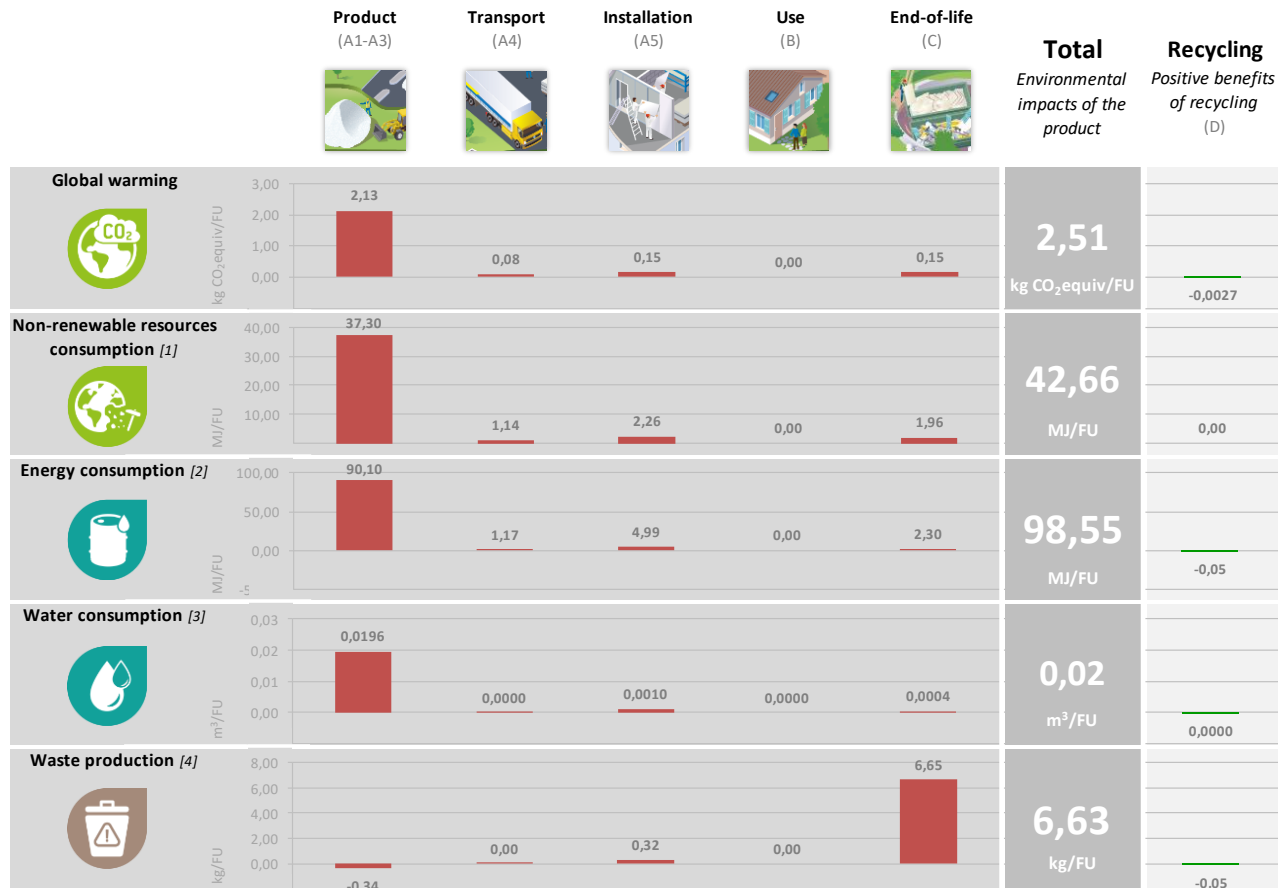 Product
(A1-A3)
Transport
(A4)
Installation
(A5)
Use
(B)
End-of-life
(C)
Total
Environmental
impacts of the
product
Recycling
Positive benefits
of recycling
(D)
Global warming
CO2
kg CO2equiv/FU
3,00
2,00
1,00
0,00
2,13
0,08
0,15
0,00
0,15
2,51
kg CO2equiv/FU
-0,0027
Non-renewable resources
consumption [1]
MJ/FU
40,00
30,00
20,00
10,00
37,30
1,14
2,26
0,00
1,96
42,66
MJ/FU
0,00
Energy consumption [2]
MJ/FU
100,00
50,00
0,00
90,10
1,17
4,99
0,00
2,30
98,55
MJ/FU
-0,05
Water consumption [3]
m³/FU
0,03
0,02
0,01
0,00
0,0196
0,0000
0,0010
0,0000
0,0004
0,02
m³/FU
0,0000
Waste production [4]
kg/FU
8,00
6,00
4,00
2,00
0,00
-0,34
0,00
0,32
0,00
6,65
6,63
kg/FU
-0,05